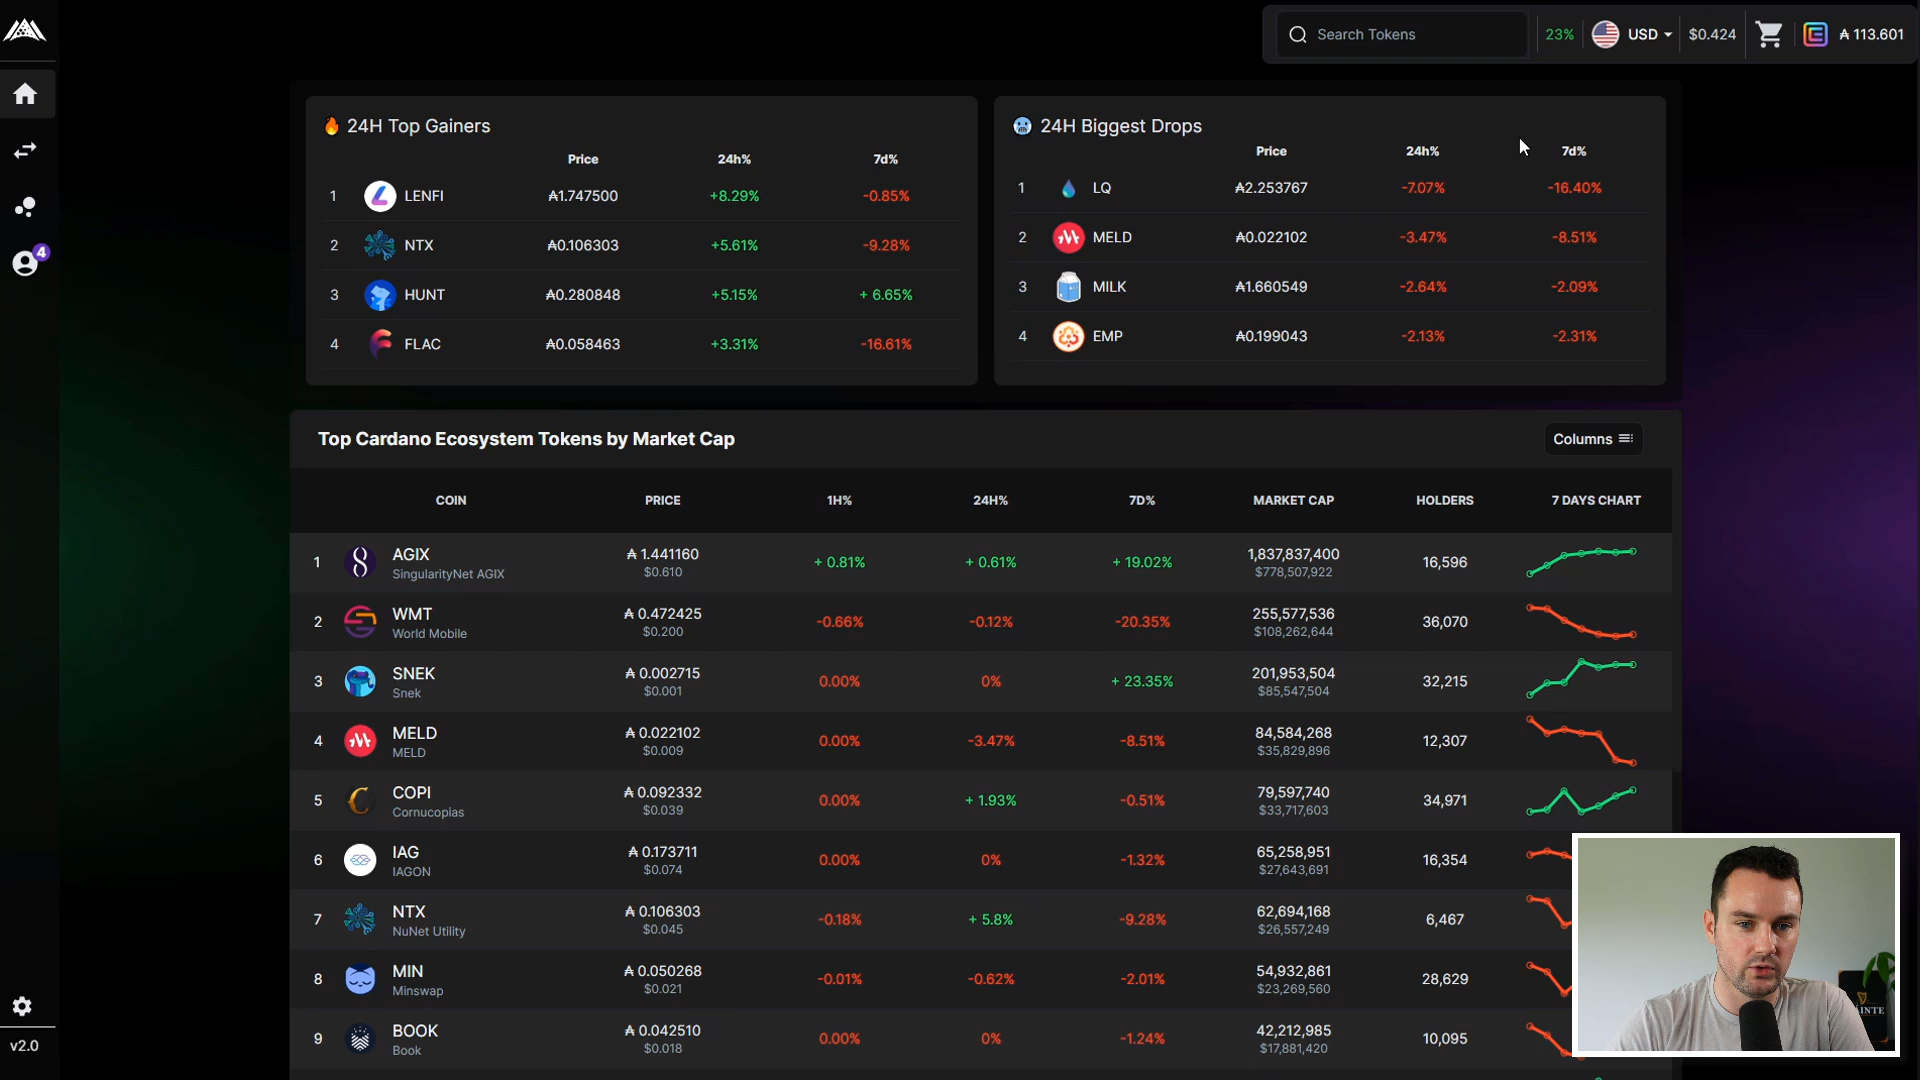 Search Tokens 23% USD $0.424 ₳ 113.601
24H Top Gainers
Price 24h% 7d%
1 LENFI ₳1.747500 +8.29% -0.85%
2 NTX ₳0.106303 +5.61% -9.28%
3 HUNT ₳0.280848 +5.15% + 6.65%
4 FLAC ₳0.058463 +3.31% -16.61%
24H Biggest Drops
Price 24h% 7d%
1 LQ ₳2.253767 -7.07% -16.40%
2 MELD ₳0.022102 -3.47% -8.51%
3 MILK ₳1.660549 -2.64% -2.09%
4 EMP ₳0.199043 -2.13% -2.31%
4
Top Cardano Ecosystem Tokens by Market Cap Columns
COIN PRICE 1H% 24H% 7D% MARKET CAP HOLDERS 7 DAYS CHART
1 AGIX ₳ 1.441160 + 0.81% + 0.61% + 19.02% 1,837,837,400 16,596
SingularityNet AGIX $0.610 $778,507,922
2 WMT ₳ 0.472425 -0.66% -0.12% -20.35% 255,577,536 36,070
World Mobile $0.200 $108,262,644
3 SNEK ₳ 0.002715 0.00% 0% + 23.35% 201,953,504 32,215
Snek $0.001 $85,547,504
4 MELD ₳ 0.022102 0.00% -3.47% -8.51% 84,584,268 12,307
MELD $0.009 $35,829,896
5 COPI ₳ 0.092332 0.00% + 1.93% -0.51% 79,597,740 34,971
Cornucopias $0.039 $33,717,603
6 IAG ₳ 0.173711 0.00% 0% -1.32% 65,258,951 16,354
IAGON $0.074 $27,643,691
7 NTX ₳ 0.106303 -0.18% + 5.8% -9.28% 62,694,168 6,467
NuNet Utility $0.045 $26,557,249
8 MIN ₳ 0.050268 -0.01% -0.62% -2.01% 54,932,861 28,629
Minswap $0.021 $23,269,560
9 BOOK ₳ 0.042510 0.00% 0% -1.24% 42,212,985 10,095
Book $0.018 $17,881,420
v2.0